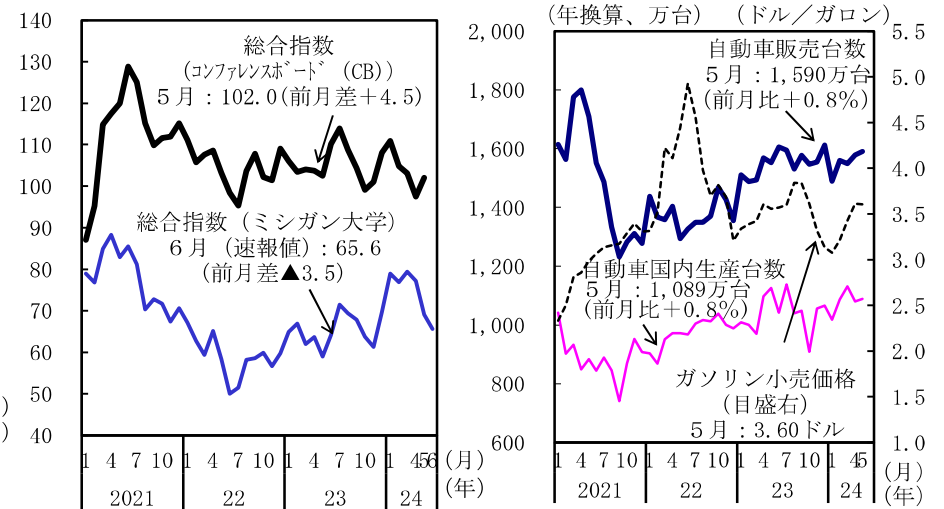 140
130
120
110
100
90
80
70
60
50
40
総合指数
(コンファレンスボード (CB))
5月：102.0(前月差＋4.5)
総合指数（ミシガン大学）
6月（速報値）：65.6
(前月差▲3.5)
1 4 7 10 1 4 7 10 1 4 7 10 1 4 5 6 (月)
2021 22 23 24 (年)
)
)
(年換算、万台) (ドル／ガロン)
2,000
1,800
1,600
1,400
1,200
1,000
800
600
自動車販売台数
5月：1,590万台
(前月比＋0.8%)
自動車国内生産台数
5月：1,089万台
(前月比＋0.8%)
ガソリン小売価格
(目盛右)
5月：3.60ドル
5.5
5.0
4.5
4.0
3.5
3.0
2.5
2.0
1.5
1.0
1 4 7 10 1 4 7 10 1 4 7 10 1 4 5 (月)
2021 22 23 24 (年)